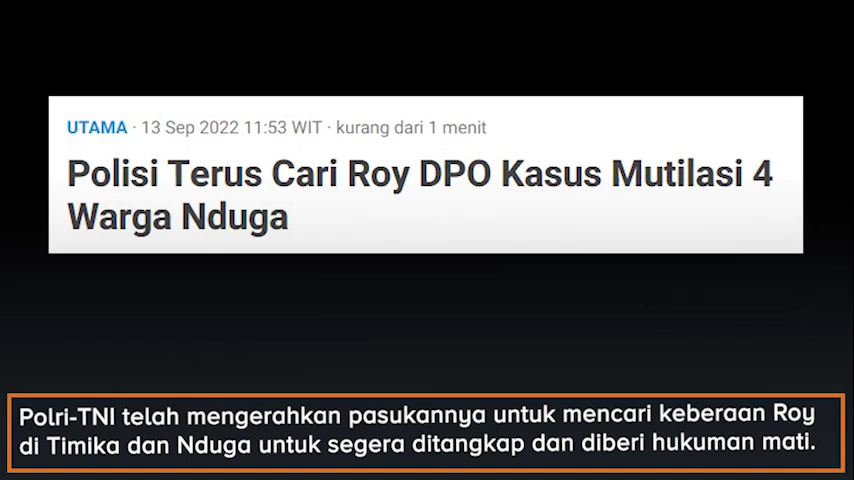 UTAMA · 13 Sep 2022 11:53 WIT · kurang dari 1 menit
Polisi Terus Cari Roy DPO Kasus Mutilasi 4
Warga Nduga
Polri-TNI telah mengerahkan pasukannya untuk mencari keberaan Roy
di Timika dan Nduga untuk segera ditangkap dan diberi hukuman mati.